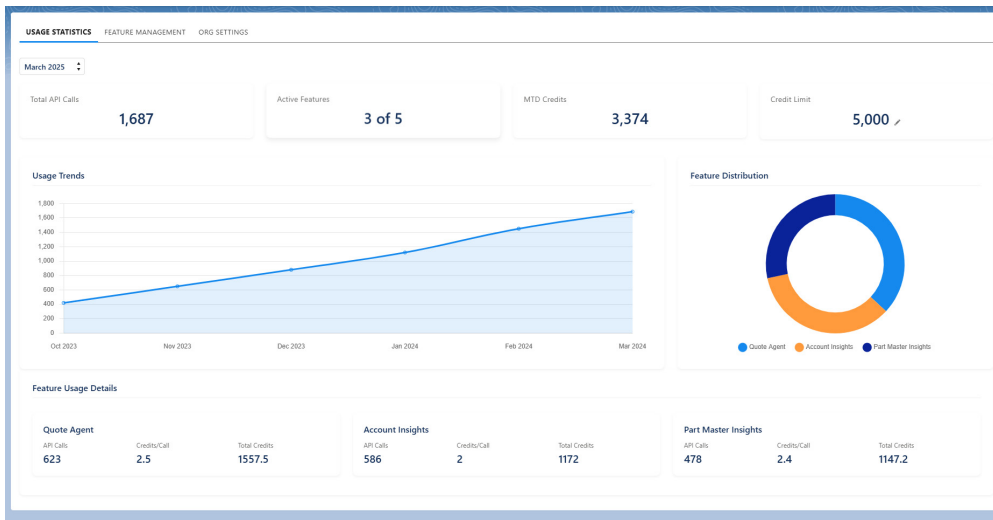 USAGE STATISTICS FEATURE MANAGEMENT ORG SETTINGS
March 2025
Total API Calls
1,687
Active Features
3 of 5
MTD Credits
3,374
Credit Limit
5,000
Usage Trends
1,800
1,600
1,400
1,200
1,000
800
600
400
200
0
Oct 2023 Nov 2023 Dec 2023 Jan 2024 Feb 2024 Mar 2024
Feature Distribution
Quote Agent Account Insights Part Master Insights
Feature Usage Details
Quote Agent
API Calls Credits/Call Total Credits
623 2.5 1557.5
Account Insights
API Calls Credits/Call Total Credits
586 2 1172
Part Master Insights
API Calls Credits/Call Total Credits
478 2.4 1147.2